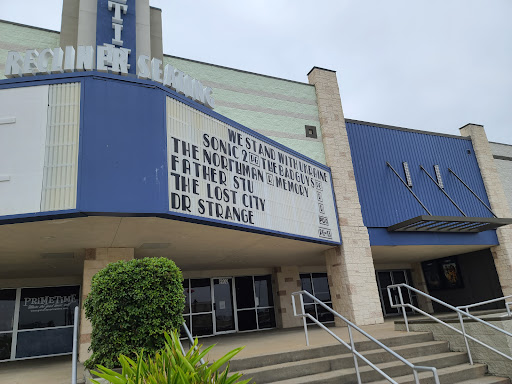 RECLINER SEATING
WE STAND WITH UKRAINE
SONIC 2 PG THE BAD GUYS
THE NORTHMAN R MEMORY
FATHER STU
THE LOST CITY
DR STRANGE
PRIMETIME